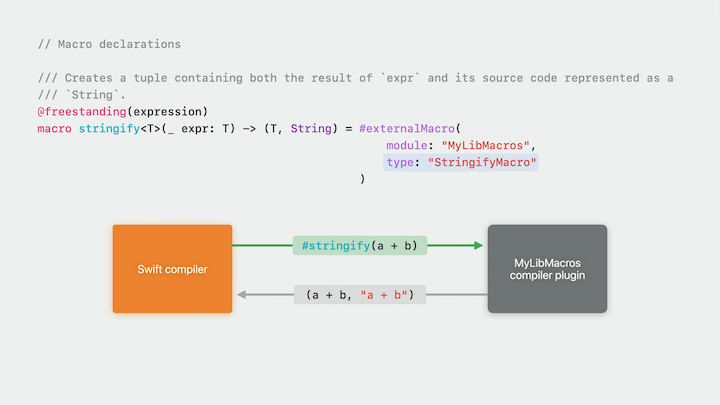 // Macro declarations
/// Creates a tuple containing both the result of `expr` and its source code represented as a
/// `String`.
@freestanding(expression)
macro stringify<T>(_ expr: T) -> (T, String) = #externalMacro(
module: "MyLibMacros",
type: "StringifyMacro"
)
Swift compiler
#stringify(a + b)
(a + b, "a + b")
MyLibMacros
compiler plugin